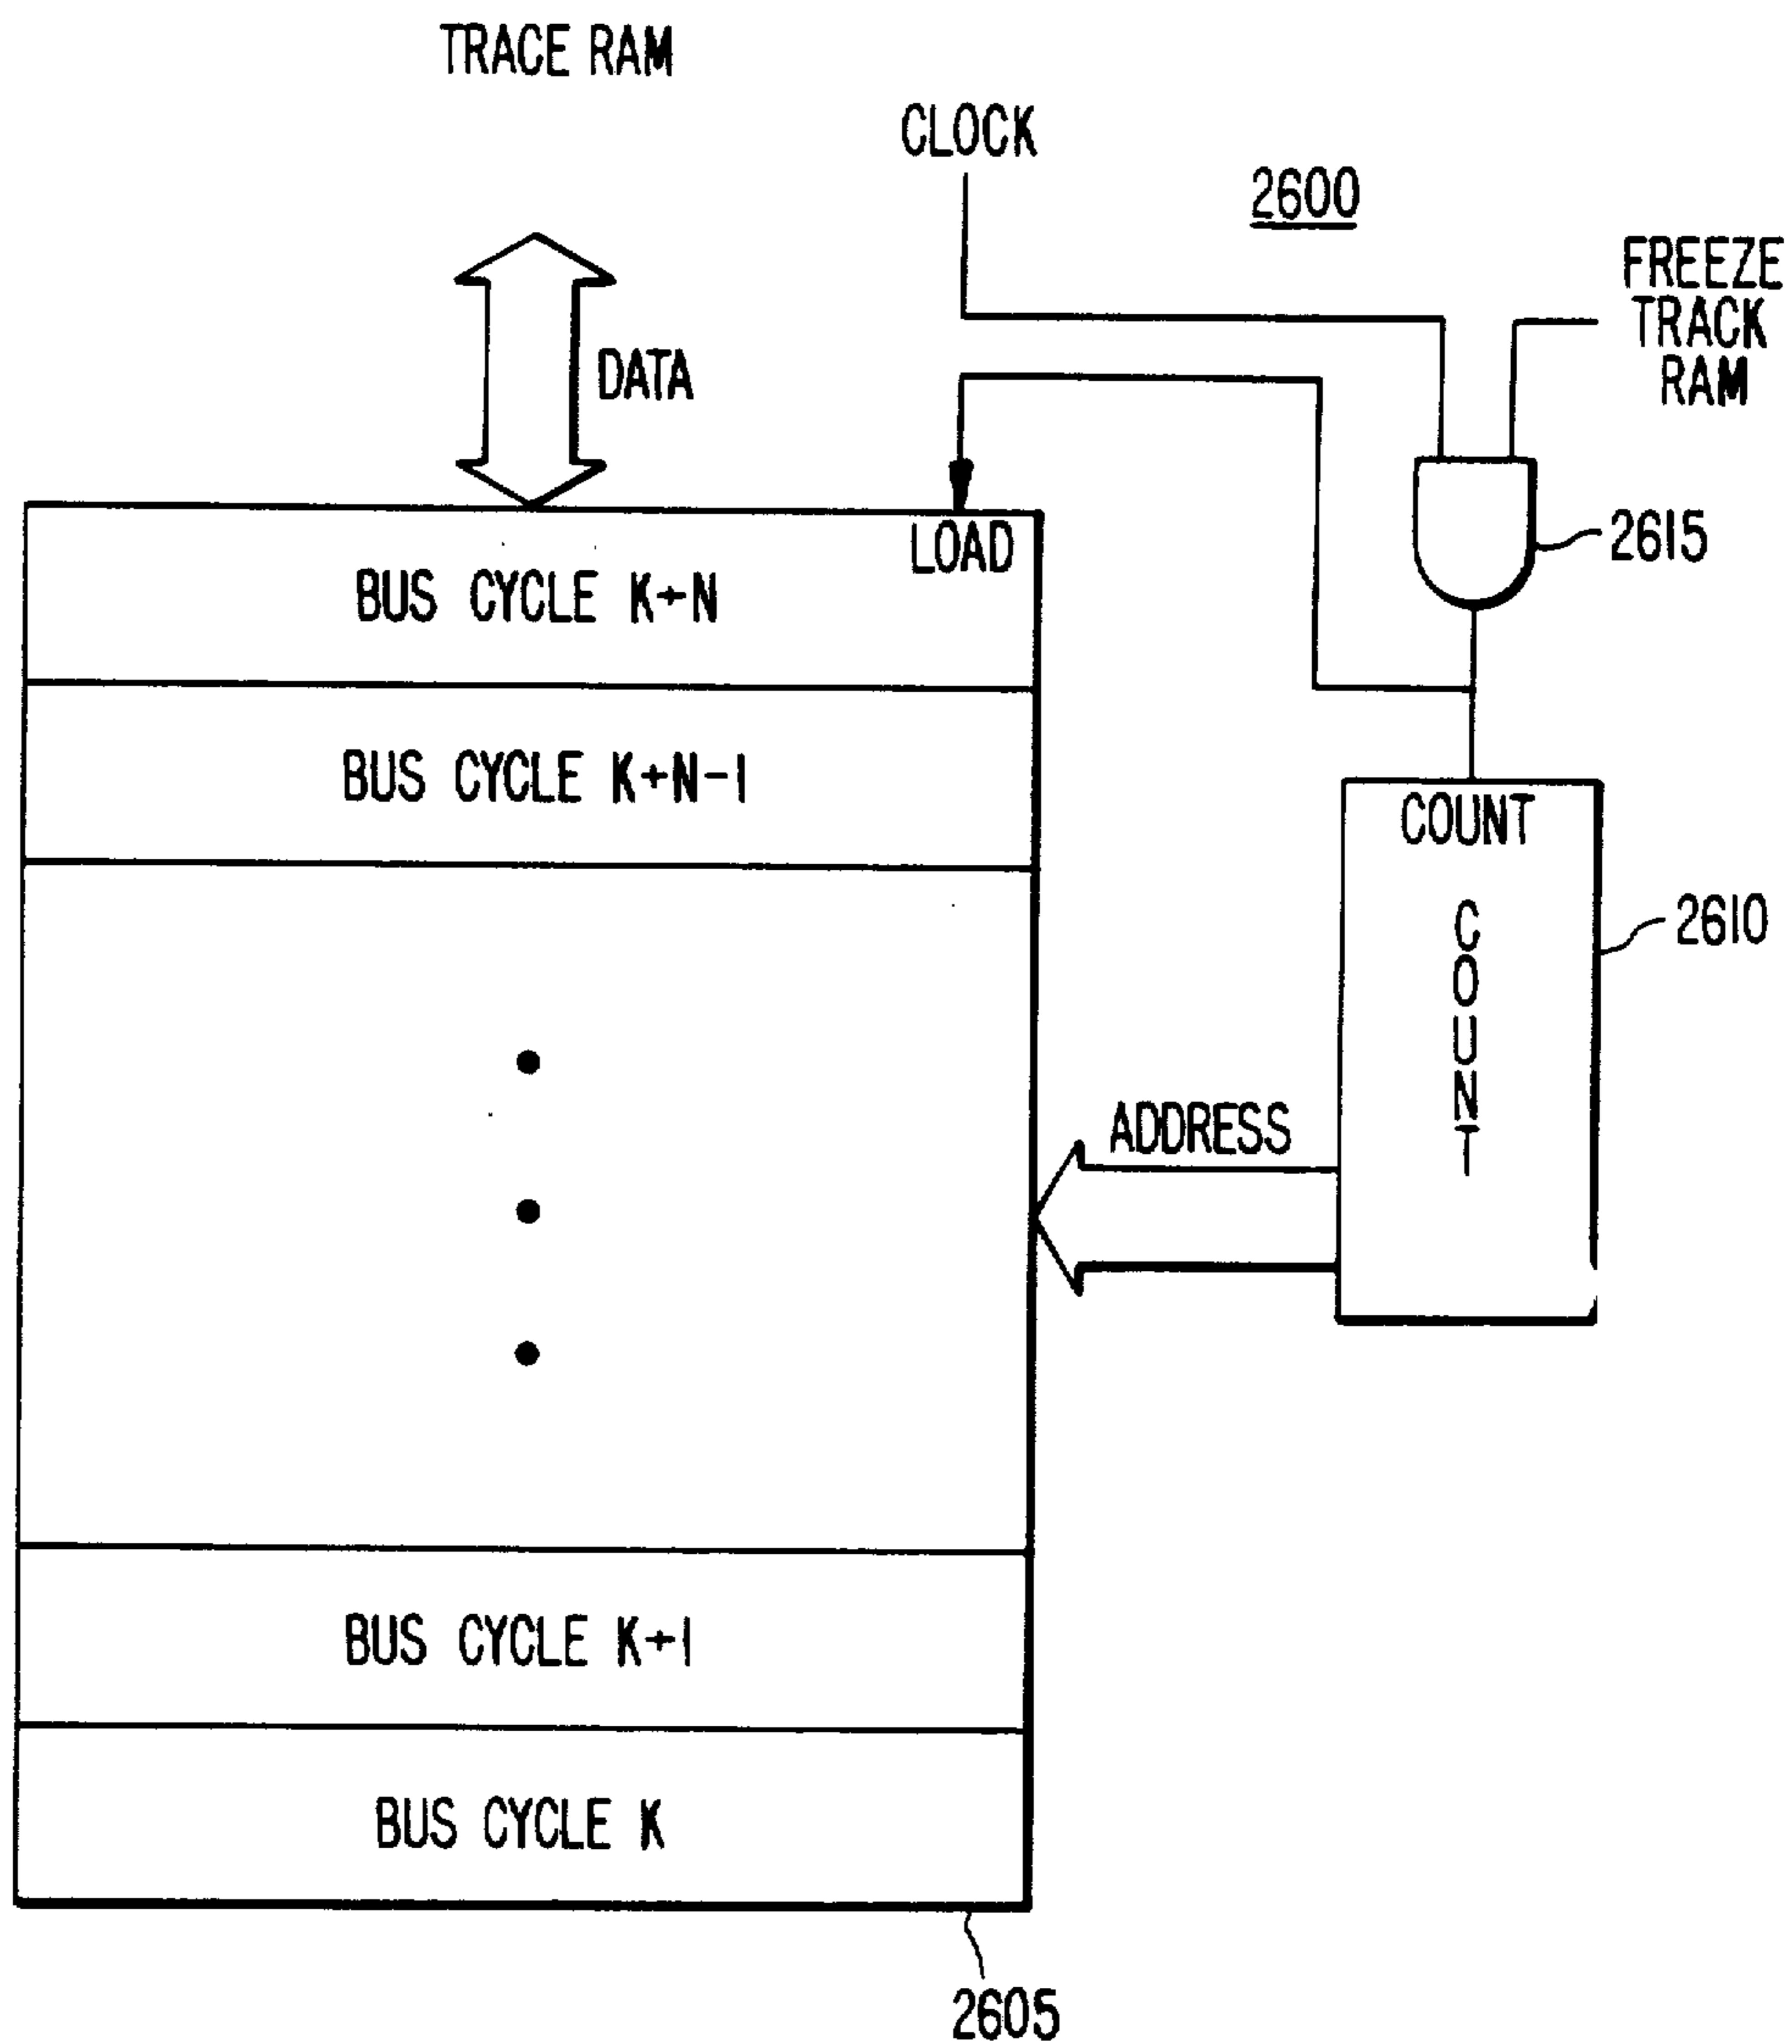 TRACE RAM
CLOCK
2600
FREEZE
TRACK
RAM
DATA
LOAD
2615
BUS CYCLE K+N
BUS CYCLE K+N-1
COUNT
COUNT
2610
ADDRESS
BUS CYCLE K+1
BUS CYCLE K
2605